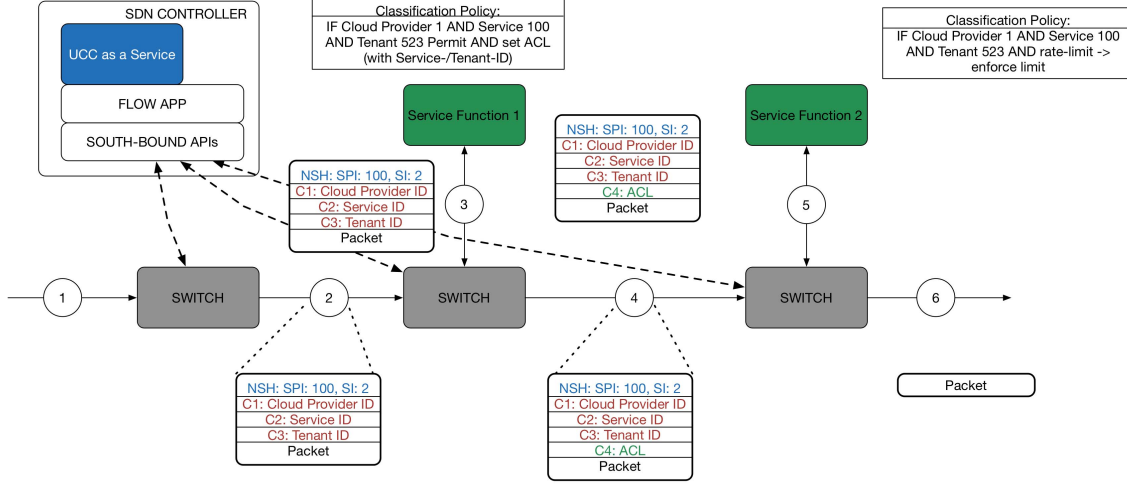 SDN CONTROLLER
UCC as a Service
FLOW APP
SOUTH-BOUND APIs
Classification Policy:
IF Cloud Provider 1 AND Service 100
AND Tenant 523 Permit AND set ACL
(with Service-/Tenant-ID)
Classification Policy:
IF Cloud Provider 1 AND Service 100
AND Tenant 523 AND rate-limit ->
enforce limit
Service Function 1
Service Function 2
NSH: SPI: 100, SI: 2
C1: Cloud Provider ID
C2: Service ID
C3: Tenant ID
Packet
3
NSH: SPI: 100, SI: 2
C1: Cloud Provider ID
C2: Service ID
C3: Tenant ID
C4: ACL
Packet
5
1
SWITCH
2
SWITCH
4
SWITCH
6
NSH: SPI: 100, SI: 2
C1: Cloud Provider ID
C2: Service ID
C3: Tenant ID
Packet
NSH: SPI: 100, SI: 2
C1: Cloud Provider ID
C2: Service ID
C3: Tenant ID
C4: ACL
Packet
Packet